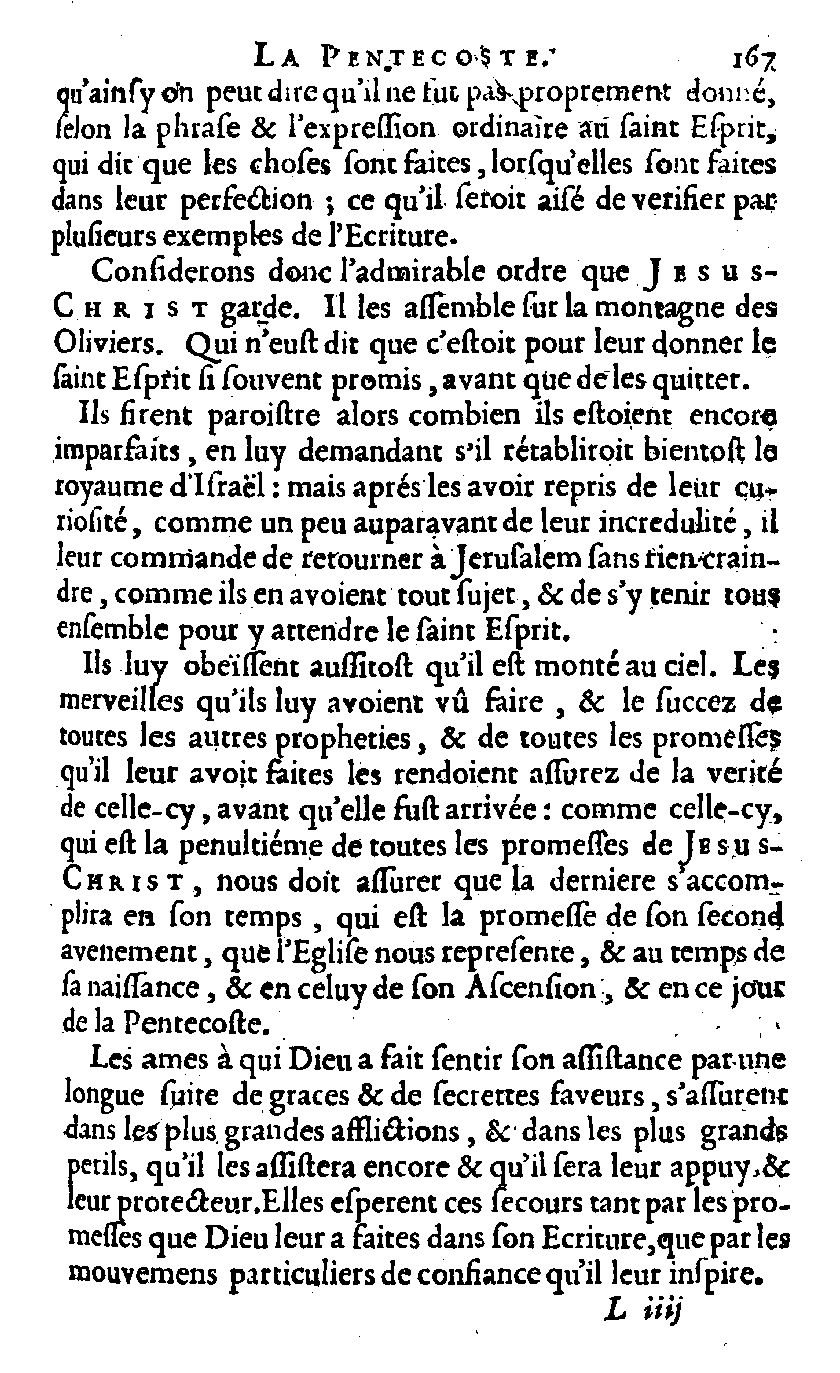 LA PENTECOSTE. 167
qu'ainſy on peut dire qu'il ne fut pas proprement donné,
ſelon la phraſe & l'expreſſion ordinaire au ſaint Eſprit,
qui dit que les choſes ſont faites, lorſqu'elles ſont faites
dans leur perfection ; ce qu'il ſeroit aiſé de verifier par
pluſieurs exemples de l'Ecriture.
Conſiderons donc l'admirable ordre que JESUS-
CHRIST garde. Il les aſſemble ſur la montagne des
Oliviers. Qui n'euſt dit que c'eſtoit pour leur donner le
ſaint Eſprit ſi ſouvent promis, avant que de les quitter.
Ils firent paroiſtre alors combien ils eſtoient encore
imparfaits, en luy demandant s'il rétabliroit bientoſt le
royaume d'Iſraël : mais aprés les avoir repris de leur cu-
rioſité, comme un peu auparavant de leur incredulité, il
leur commande de retourner à Jeruſalem ſans rien crain-
dre, comme ils en avoient tout ſujet, & de s'y tenir tous
enſemble pour y attendre le ſaint Eſprit.
Ils luy obeïſſent auſſitoſt qu'il eſt monté au ciel. Les
merveilles qu'ils luy avoient vû faire, & le ſuccez de
toutes les autres propheties, & de toutes les promeſſes
qu'il leur avoit faites les rendoient aſſurez de la verité
de celle-cy, avant qu'elle fuſt arrivée : comme celle-cy,
qui eſt la penultiéme de toutes les promeſſes de JESUS-
CHRIST, nous doit aſſurer que la derniere s'accom-
plira en ſon temps, qui eſt la promeſſe de ſon ſecond
avenement, que l'Egliſe nous repreſente, & au temps de
ſa naiſſance, & en celuy de ſon Aſcenſion, & en ce jour
de la Pentecoſte.
Les ames à qui Dieu a fait ſentir ſon aſſiſtance par une
longue ſuite de graces & de ſecrettes faveurs, s'aſſurent
dans les plus grandes afflictions, & dans les plus grands
perils, qu'il les aſſiſtera encore & qu'il ſera leur appuy, &
leur protecteur. Elles eſperent ces ſecours tant par les pro-
meſſes que Dieu leur a faites dans ſon Ecriture, que par les
mouvemens particuliers de confiance qu'il leur inſpire.
L iiij